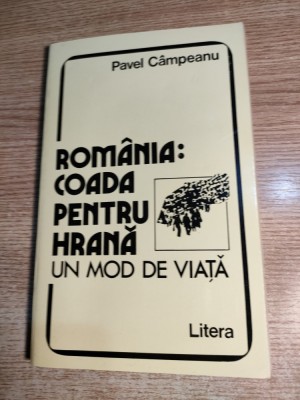 Pavel Câmpeanu
ROMÂNIA:
COADA
PENTRU
HRANĂ
UN MOD DE VIAȚĂ
Litera